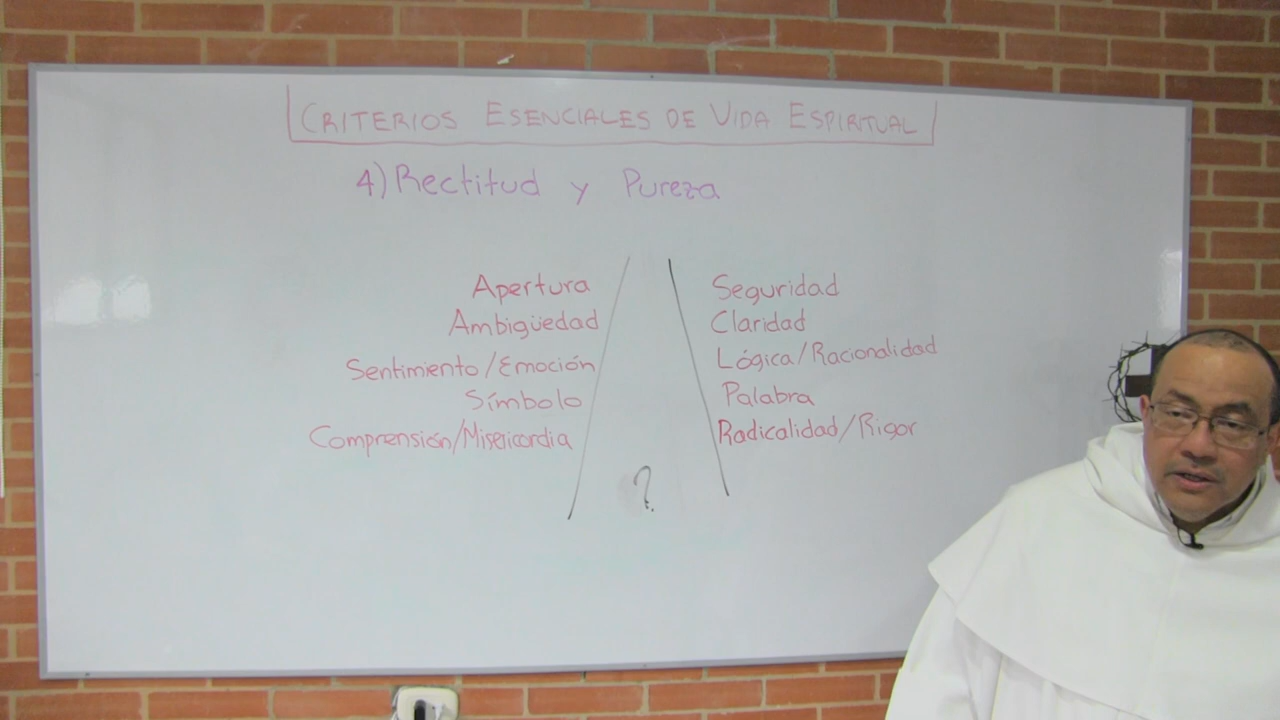 CRITERIOS ESENCIALES DE VIDA ESPIRITUAL
4) Rectitud y Pureza
Apertura Seguridad
Ambigüedad Claridad
Sentimiento/Emoción Lógica/Racionalidad
Símbolo Palabra
Comprensión/Misericordia Radicalidad/Rigor
?